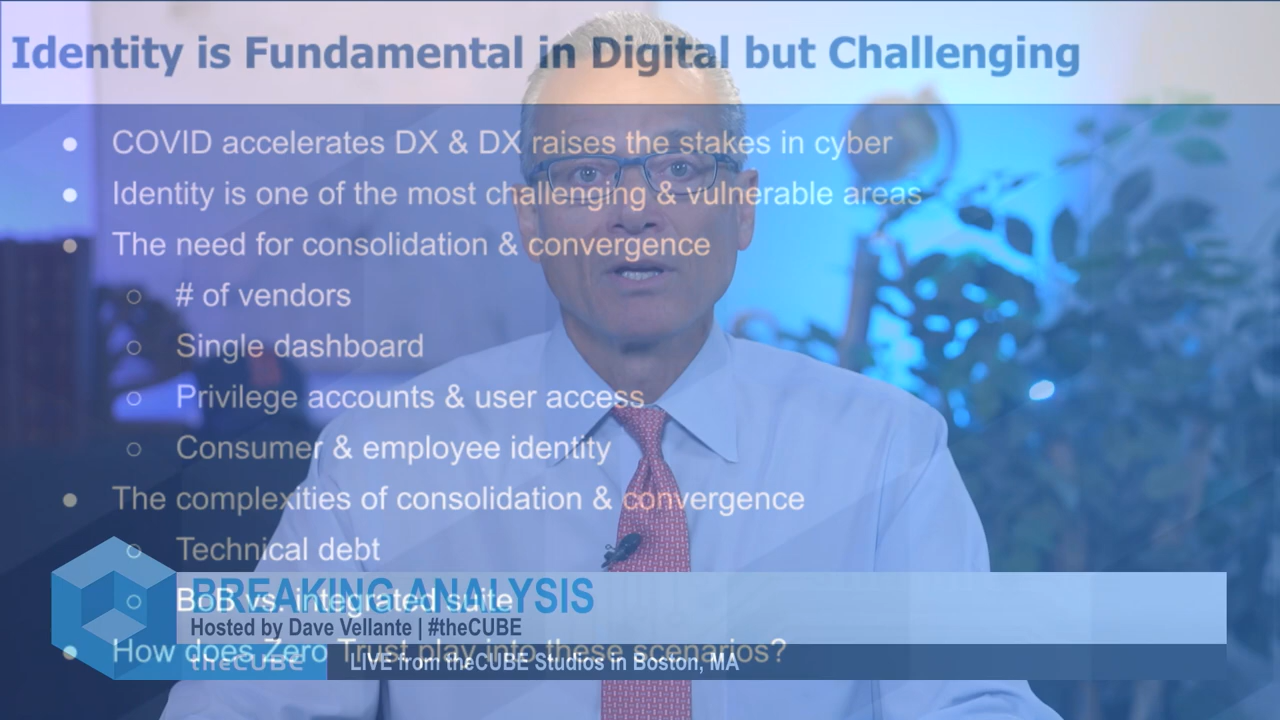 Identity is Fundamental in Digital but Challenging
COVID accelerates DX & DX raises the stakes in cyber
Identity is one of the most challenging & vulnerable areas
The need for consolidation & convergence
# of vendors
Single dashboard
Privilege accounts & user access
Consumer & employee identity
The complexities of consolidation & convergence
Technical debt
BREAKING ANALYSIS
BoB vs. integrated suite
Hosted by Dave Vellante | #theCUBE
How does Zero Trust play into these scenarios?
theCUBE
LIVE from theCUBE Studios in Boston, MA